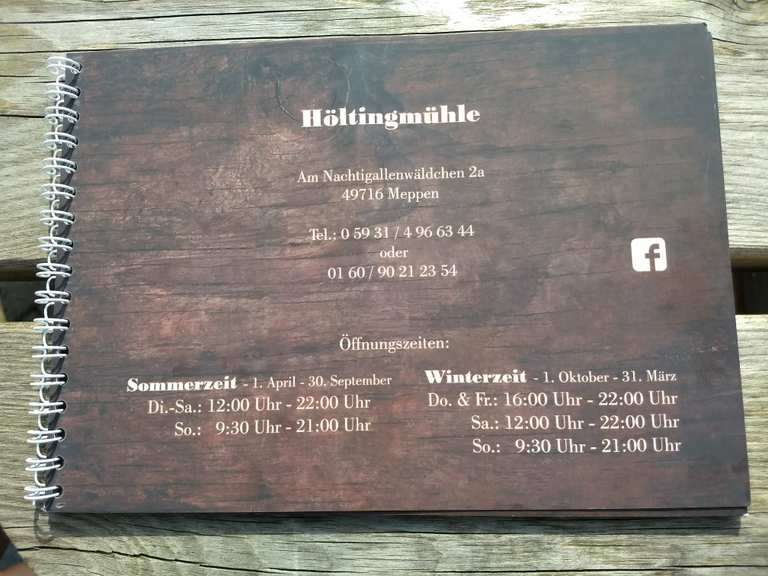 Höltingmühle
Am Nachtigallenwäldchen 2a
49716 Meppen
Tel.: 0 59 31 / 4 96 63 44
oder
01 60 / 90 21 23 54
f
Öffnungszeiten:
Sommerzeit - 1. April - 30. September
Di.-Sa.: 12:00 Uhr - 22:00 Uhr
So.: 9:30 Uhr - 21:00 Uhr
Winterzeit - 1. Oktober - 31. März
Do. & Fr.: 16:00 Uhr - 22:00 Uhr
Sa.: 12:00 Uhr - 22:00 Uhr
So.: 9:30 Uhr - 21:00 Uhr